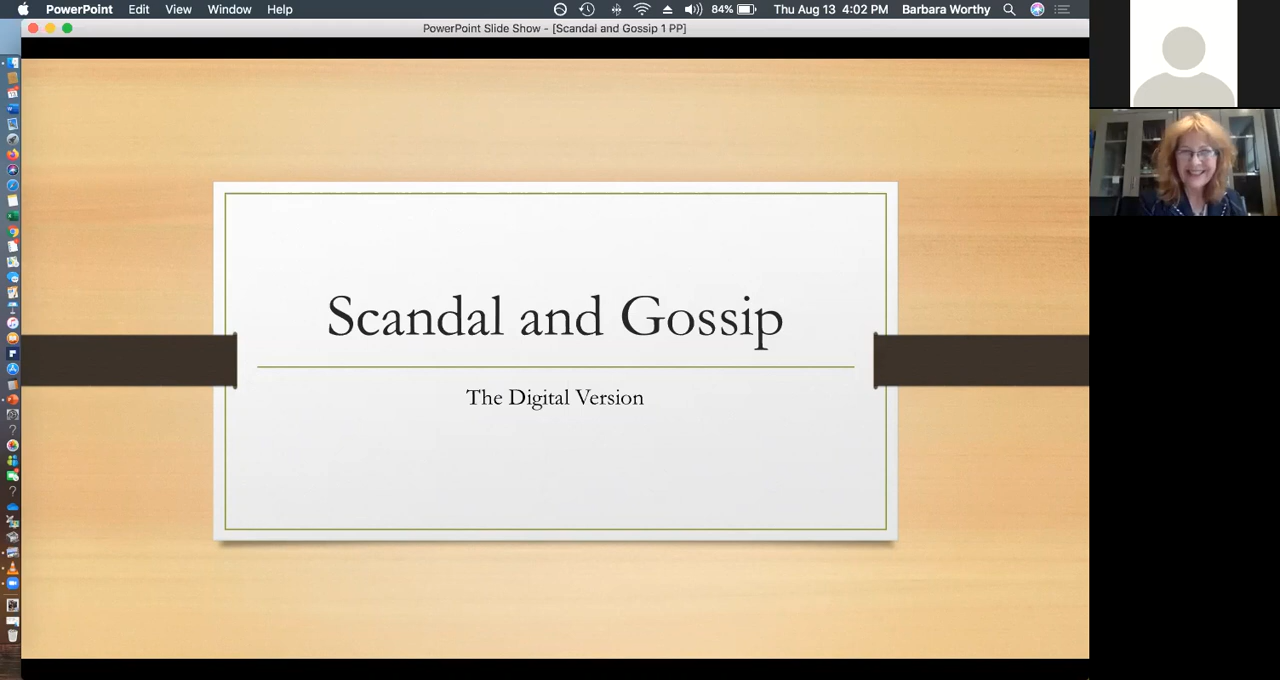 PowerPoint Edit View Window Help 84% Thu Aug 13 4:02 PM Barbara Worthy
PowerPoint Slide Show - [Scandal and Gossip 1 PP]
Scandal and Gossip
The Digital Version